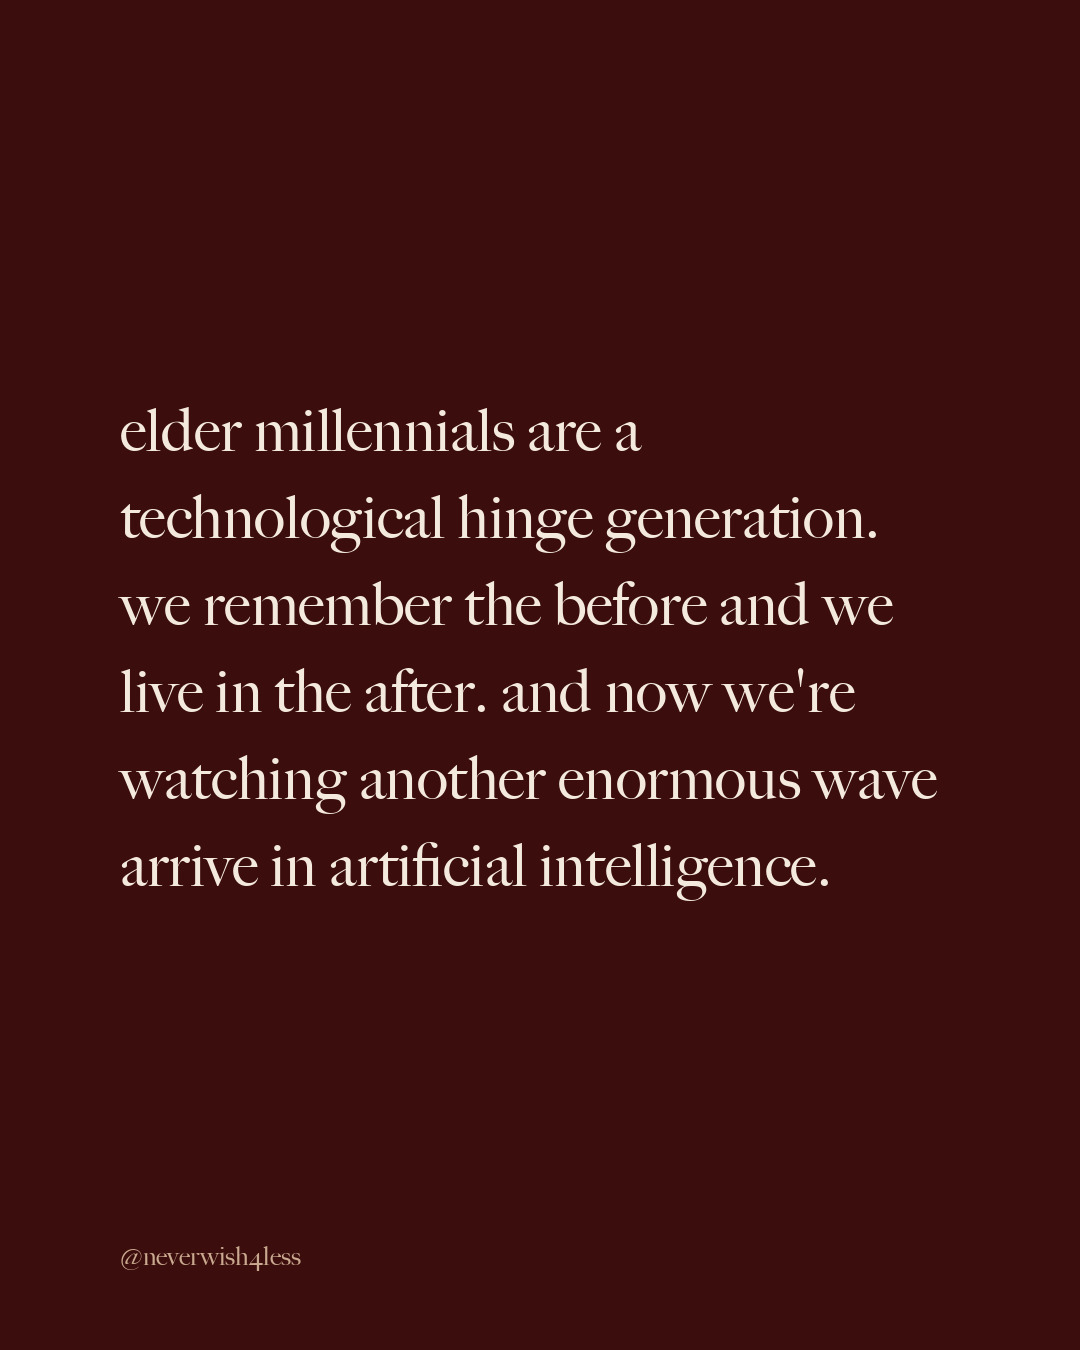 elder millennials are a
technological hinge generation.
we remember the before and we
live in the after. and now we're
watching another enormous wave
arrive in artificial intelligence.
@neverwish4less